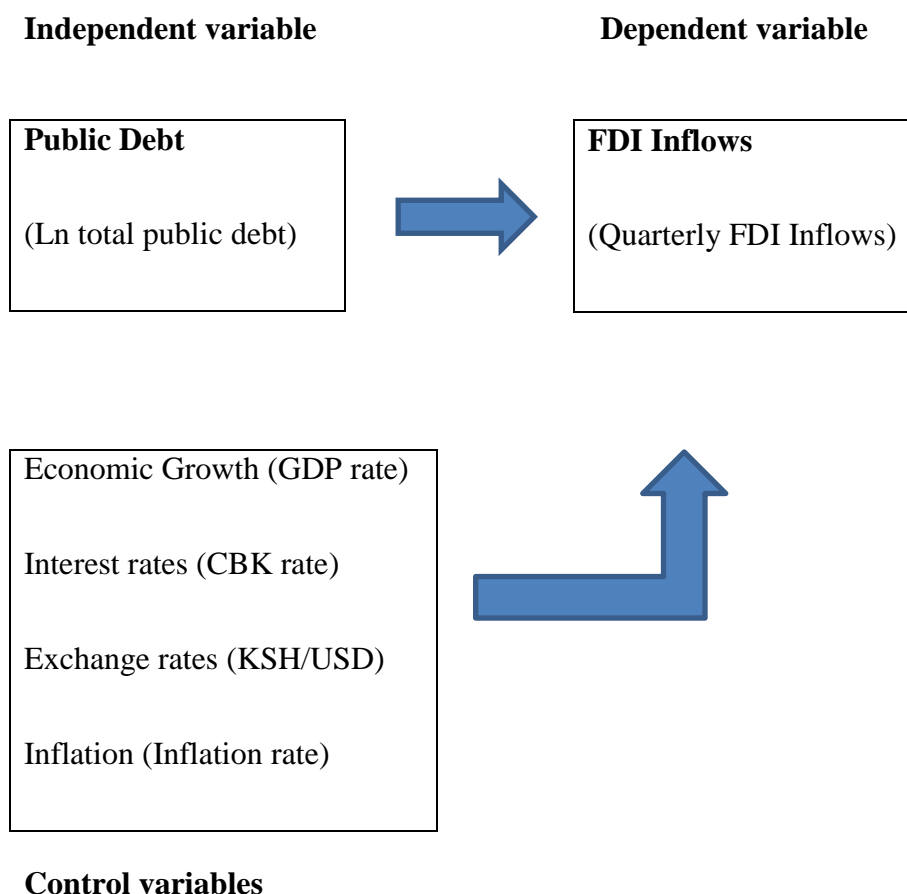 Independent variable
Dependent variable
Public Debt
(Ln total public debt)
FDI Inflows
(Quarterly FDI Inflows)
Economic Growth (GDP rate)
Interest rates (CBK rate)
Exchange rates (KSH/USD)
Inflation (Inflation rate)
Control variables